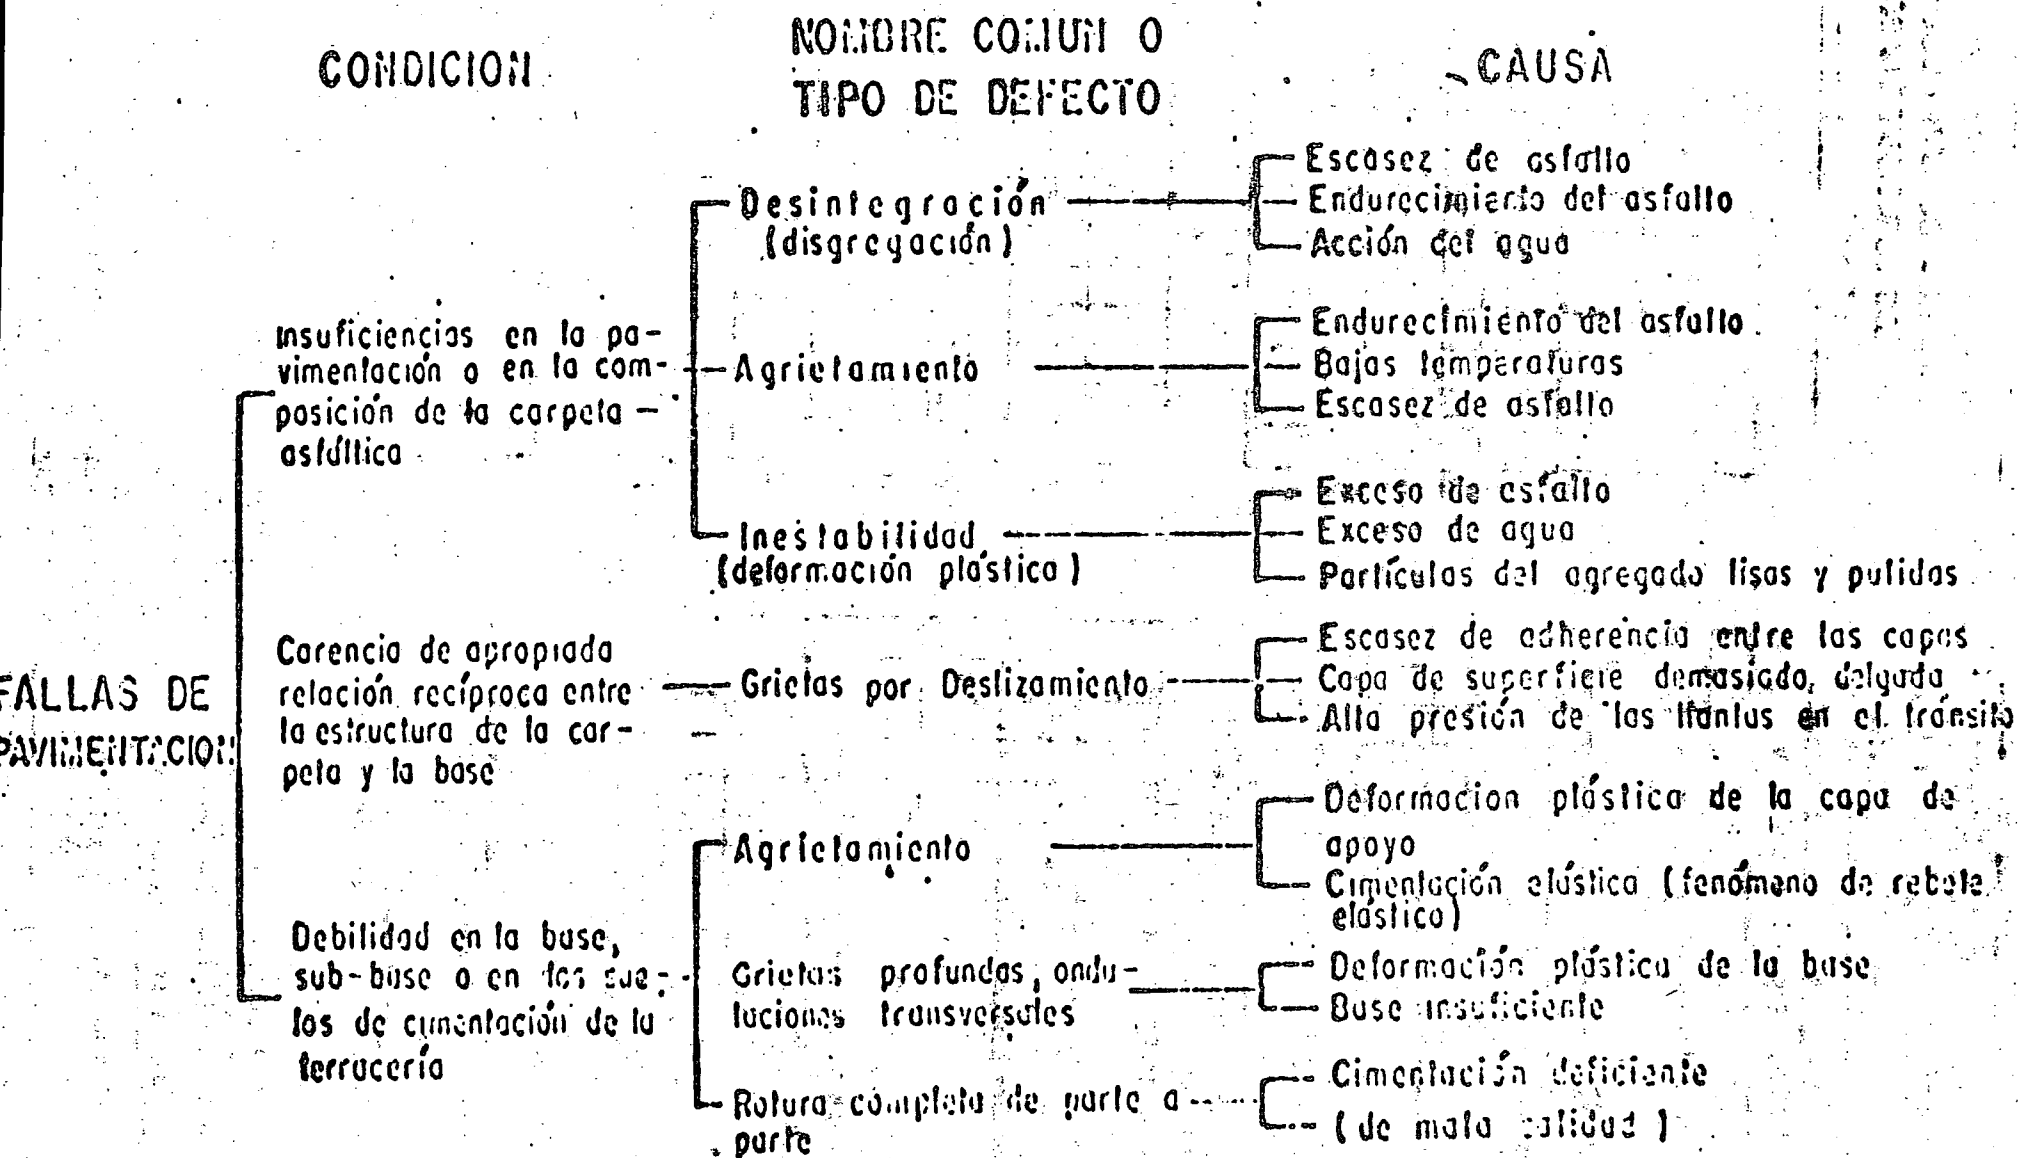 CONDICION
NOMBRE COMUN O
TIPO DE DEFECTO
CAUSA
FALLAS DE
PAVIMENTACION
Insuficiencias en la pa-
vimentación o en la com-
posición de la carpeta -
asfáltica
Desintegración
(disgregación)
Escasez de asfalto
Endurecimiento del asfalto
Acción del agua
Agrietamiento
Endurecimiento del asfalto
Bajas temperaturas
Escasez de asfalto
Inestabilidad
(deformación plástica)
Exceso de asfalto
Exceso de agua
Partículas del agregado lisas y pulidas
Carencia de apropiada
relación recíproca entre
la estructura de la car-
peta y la base
Grietas por Deslizamiento
Escasez de adherencia entre las capas
Capa de superficie demasiado delgada
Alta presión de las llantas en el tránsito
Debilidad en la base,
sub-base o en los sue-
los de cimentación de la
terracería
Agrietamiento
Deformacion plástica de la capa de
apoyo
Cimentación elástica (fenómeno de rebote
elástico)
Grietas profundas, ondu-
laciones transversales
Deformación plástica de la base
Base insuficiente
Rotura completa de parte a
parte
Cimentación deficiente
(de mala calidad)